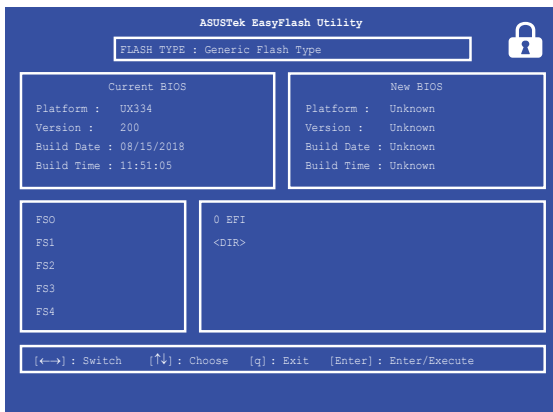 ASUSTek EasyFlash Utility
FLASH TYPE : Generic Flash Type
Current BIOS
Platform : UX334
Version : 200
Build Date : 08/15/2018
Build Time : 11:51:05
New BIOS
Platform : Unknown
Version : Unknown
Build Date : Unknown
Build Time : Unknown
FS0
FS1
FS2
FS3
FS4
0 EFI
<DIR>
[←→] : Switch [↑↓] : Choose [q] : Exit [Enter] : Enter/Execute